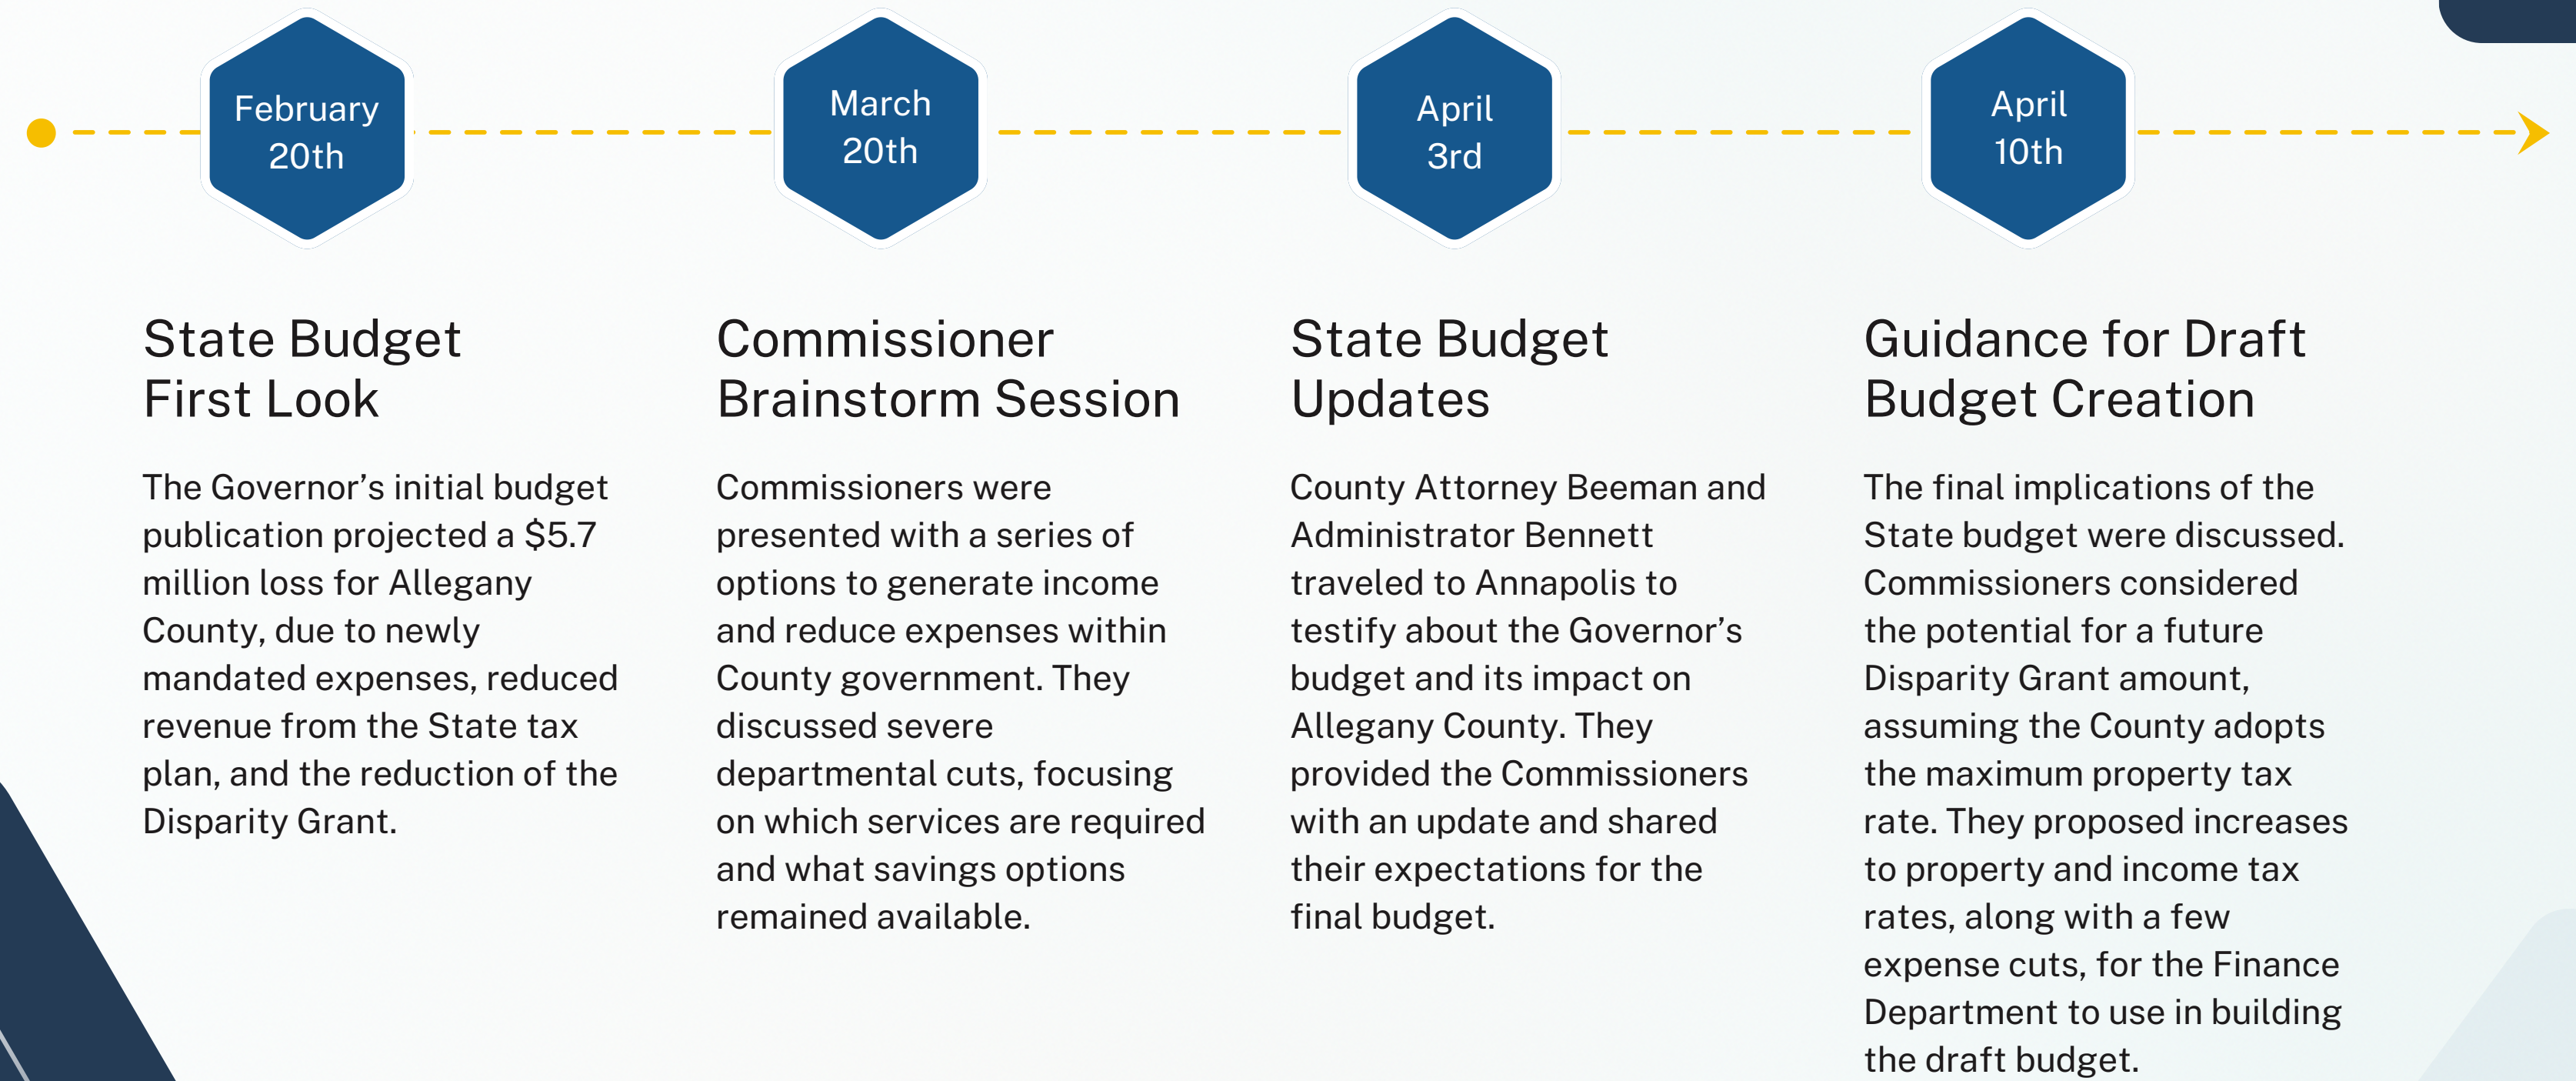 February
20th
March
20th
April
3rd
April
10th
State Budget
First Look
The Governor’s initial budget
publication projected a $5.7
million loss for Allegany
County, due to newly
mandated expenses, reduced
revenue from the State tax
plan, and the reduction of the
Disparity Grant.
Commissioner
Brainstorm Session
Commissioners were
presented with a series of
options to generate income
and reduce expenses within
County government. They
discussed severe
departmental cuts, focusing
on which services are required
and what savings options
remained available.
State Budget
Updates
County Attorney Beeman and
Administrator Bennett
traveled to Annapolis to
testify about the Governor’s
budget and its impact on
Allegany County. They
provided the Commissioners
with an update and shared
their expectations for the
final budget.
Guidance for Draft
Budget Creation
The final implications of the
State budget were discussed.
Commissioners considered
the potential for a future
Disparity Grant amount,
assuming the County adopts
the maximum property tax
rate. They proposed increases
to property and income tax
rates, along with a few
expense cuts, for the Finance
Department to use in building
the draft budget.